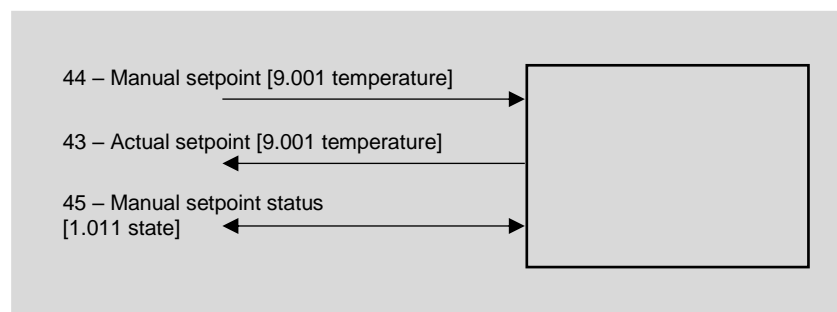 44 – Manual setpoint [9.001 temperature]
43 – Actual setpoint [9.001 temperature]
45 – Manual setpoint status
[1.011 state]